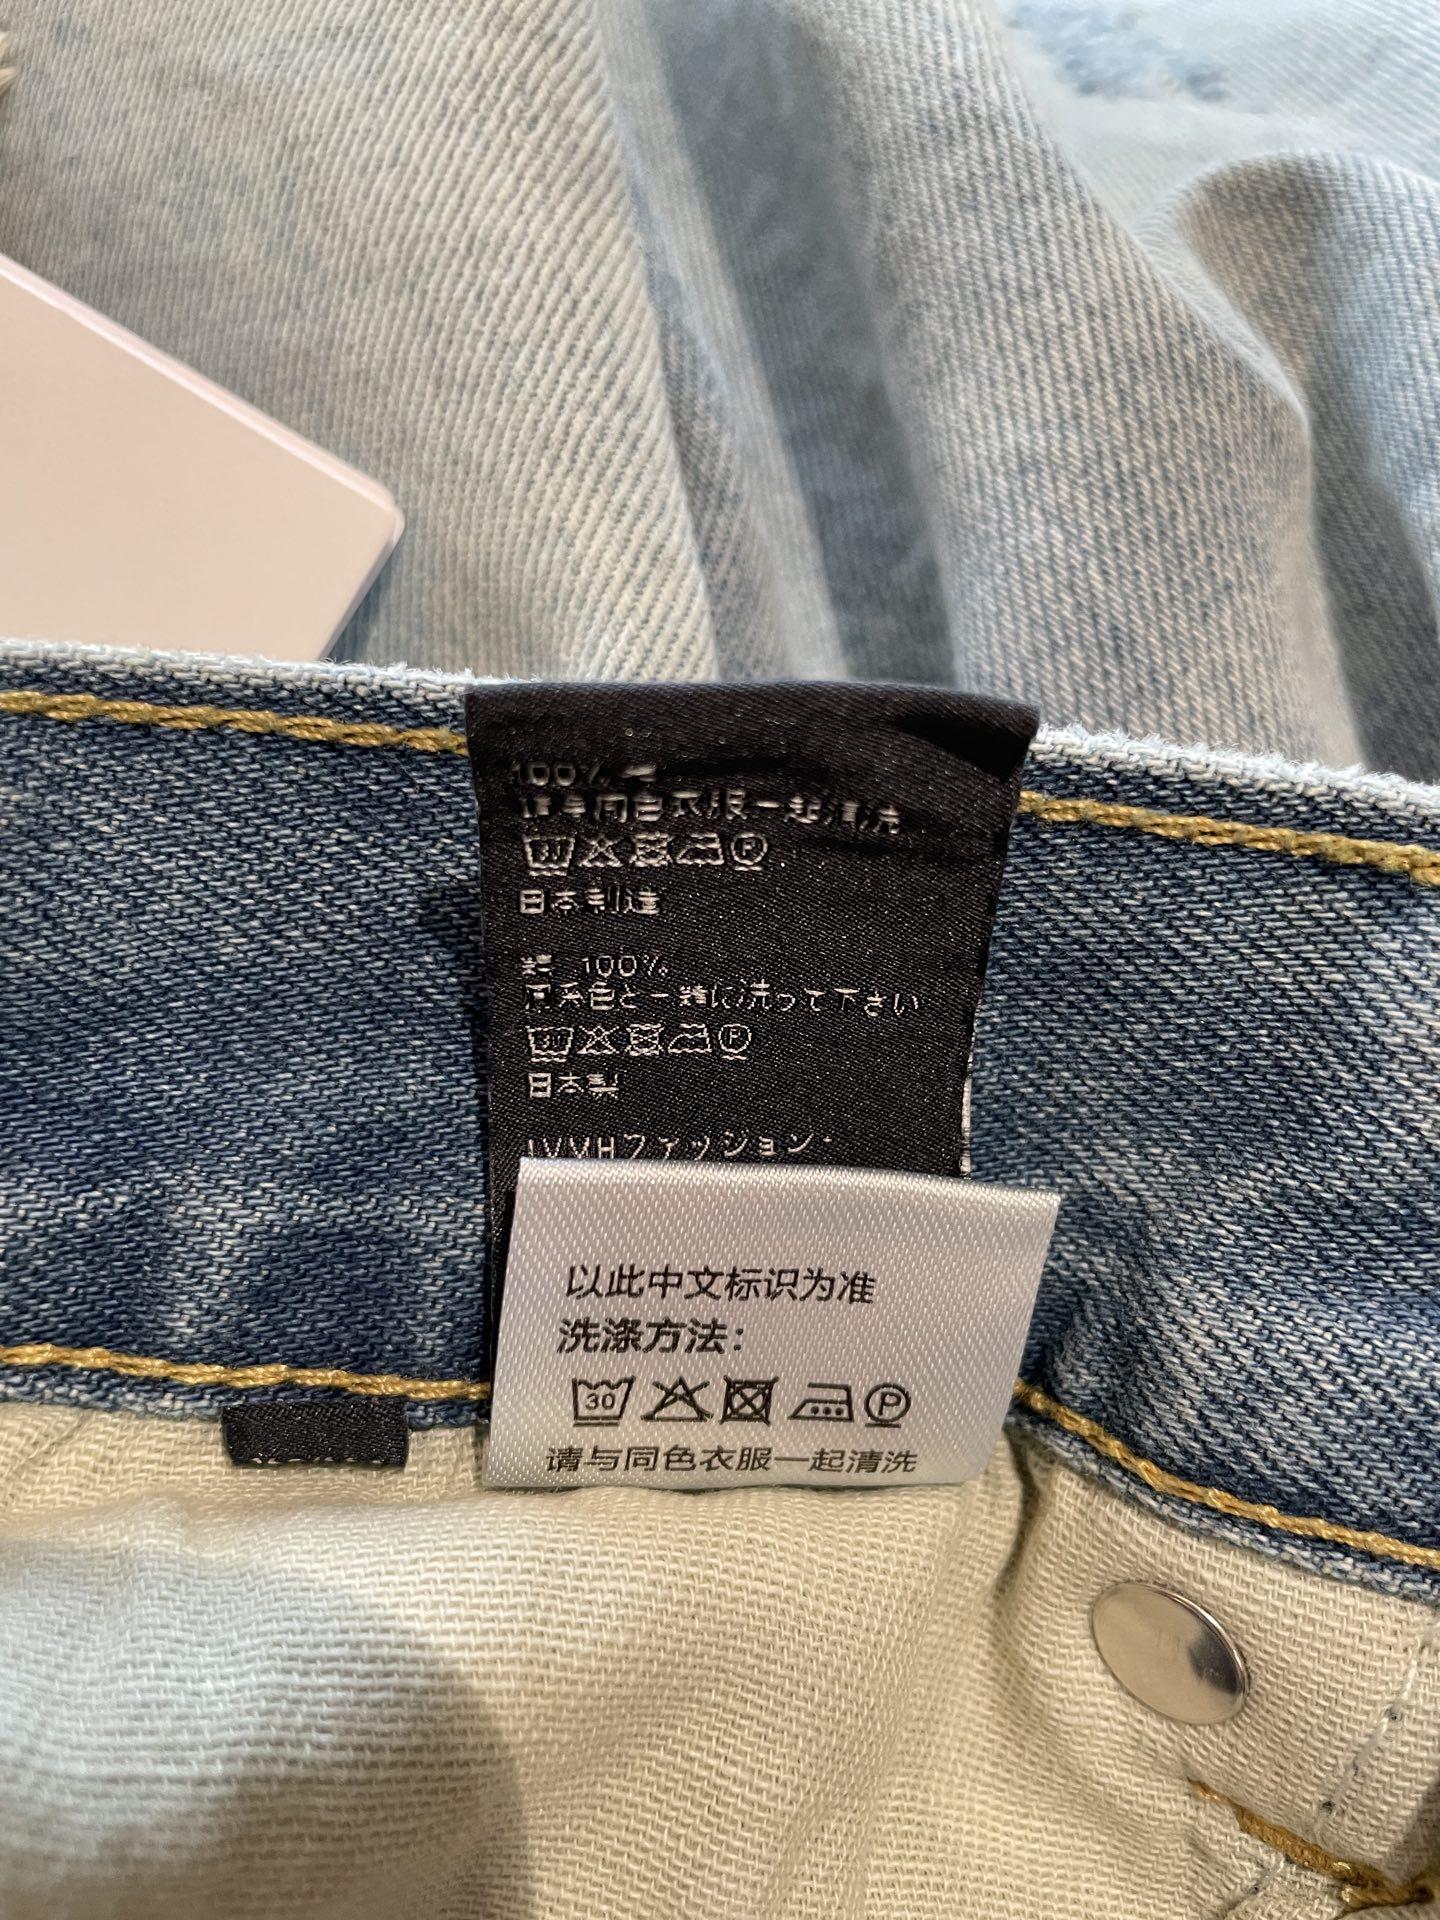 100%
请与同色衣服一起清洗
30 P
日本制造
綿 100%
同系色と一緒に洗って下さい
30 P
日本製
LVMHファッション·
以此中文标识为准
洗涤方法：
30 P
请与同色衣服一起清洗